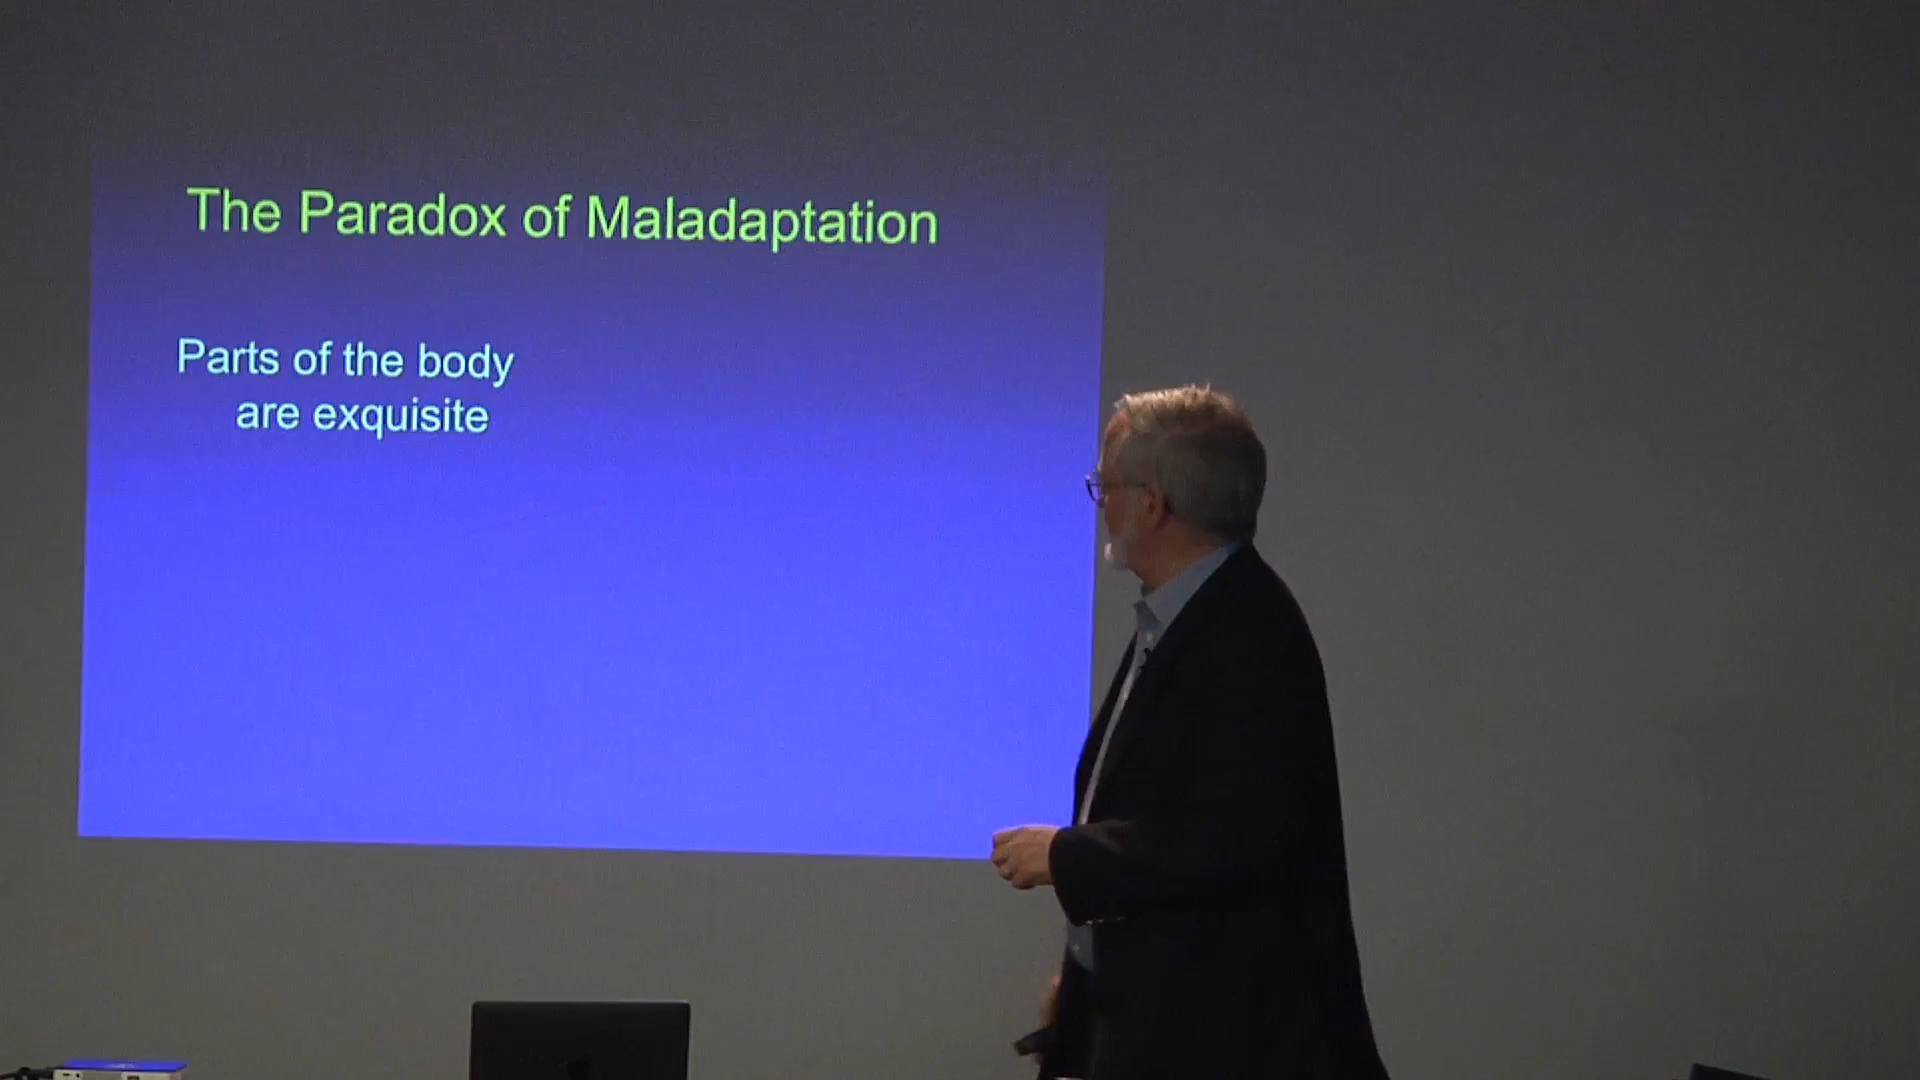 The Paradox of Maladaptation
Parts of the body
are exquisite